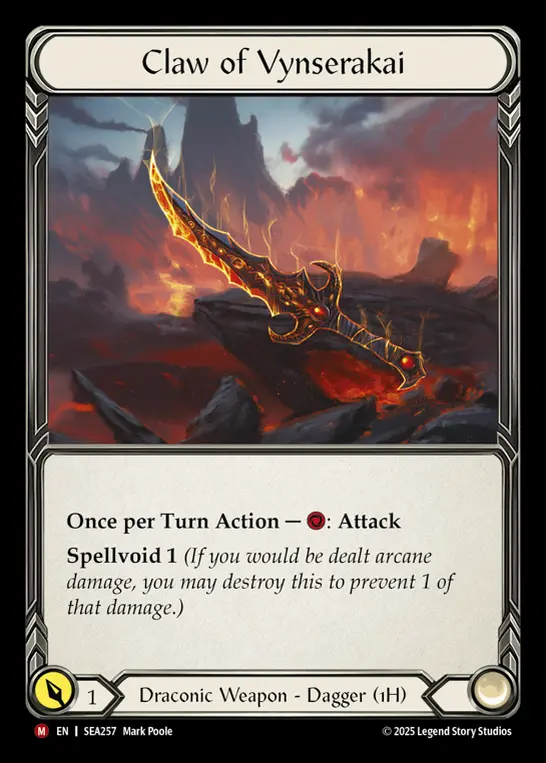 Claw of Vynserakai
Once per Turn Action — : Attack
Spellvoid 1 (If you would be dealt arcane
damage, you may destroy this to prevent 1 of
that damage.)
1
Draconic Weapon - Dagger (1H)
M EN | SEA257 Mark Poole
© 2025 Legend Story Studios